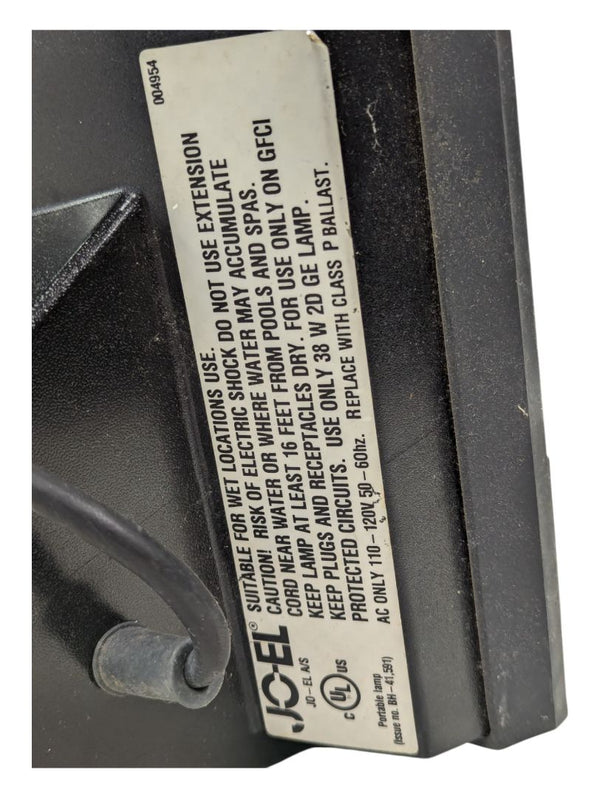 004954
JO-EL®
JO-EL A/S
C UL US
Portable lamp
(Issue no. BH-41,591)
SUITABLE FOR WET LOCATIONS USE.
CAUTION! RISK OF ELECTRIC SHOCK DO NOT USE EXTENSION
CORD NEAR WATER OR WHERE WATER MAY ACCUMULATE
KEEP LAMP AT LEAST 16 FEET FROM POOLS AND SPAS.
KEEP PLUGS AND RECEPTACLES DRY. FOR USE ONLY ON GFCI
PROTECTED CIRCUITS. USE ONLY 38 W 2D GE LAMP.
AC ONLY 110-120V, 50-60hz. REPLACE WITH CLASS P BALLAST.